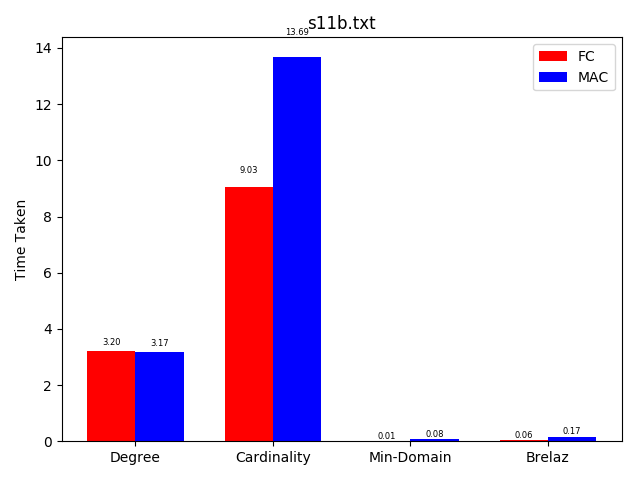 s11b.txt
13.69
14
FC
MAC
12
10
9.03
8
Time Taken
6
4
3.20
3.17
2
0.01
0.08
0.06
0.17
0
Degree
Cardinality
Min-Domain
Brelaz